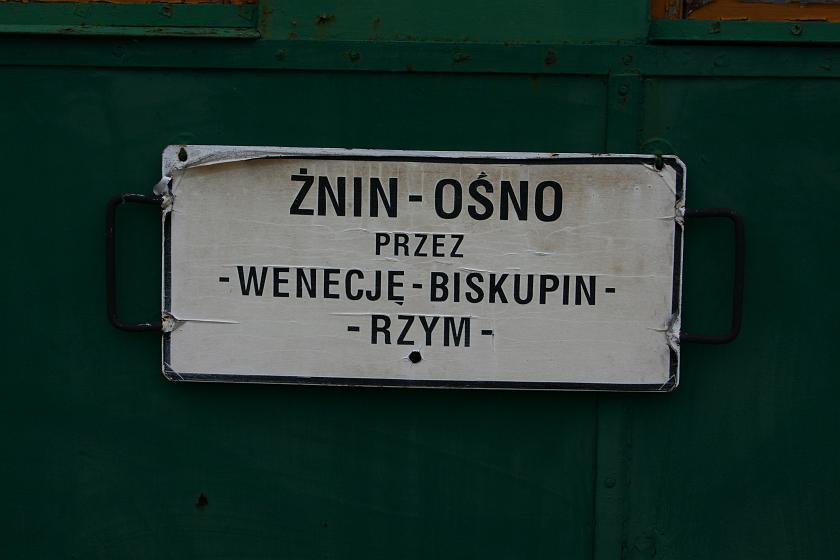 ŻNIN - OŚNO
PRZEZ
- WENECJĘ - BISKUPIN -
- RZYM -